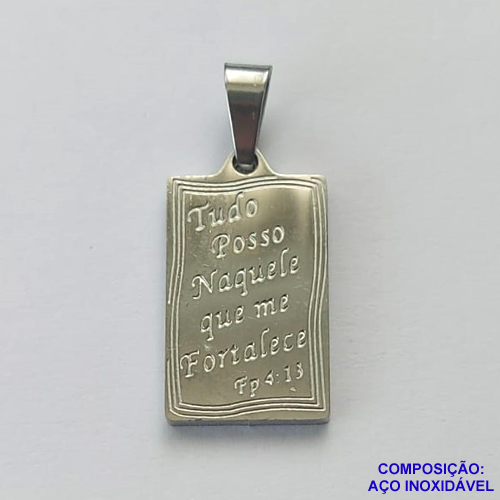 Tudo
Posso
Naquele
que me
Fortalece
Fp 4:13
COMPOSIÇÃO:
AÇO INOXIDÁVEL